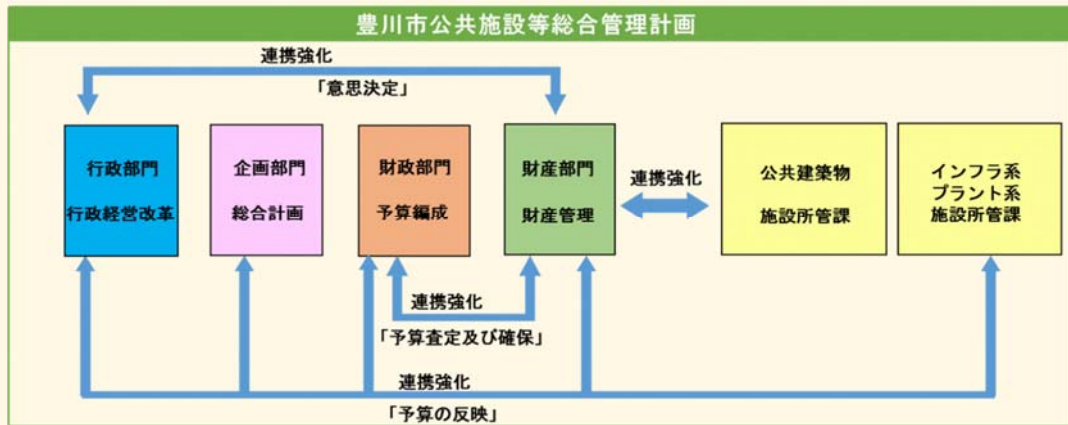 豊川市公共施設等総合管理計画
連携強化
「意思決定」
行政部門
行政経営改革
企画部門
総合計画
財政部門
予算編成
財産部門
財産管理
連携強化
公共建築物
施設所管課
インフラ系
プラント系
施設所管課
連携強化
「予算査定及び確保」
連携強化
「予算の反映」